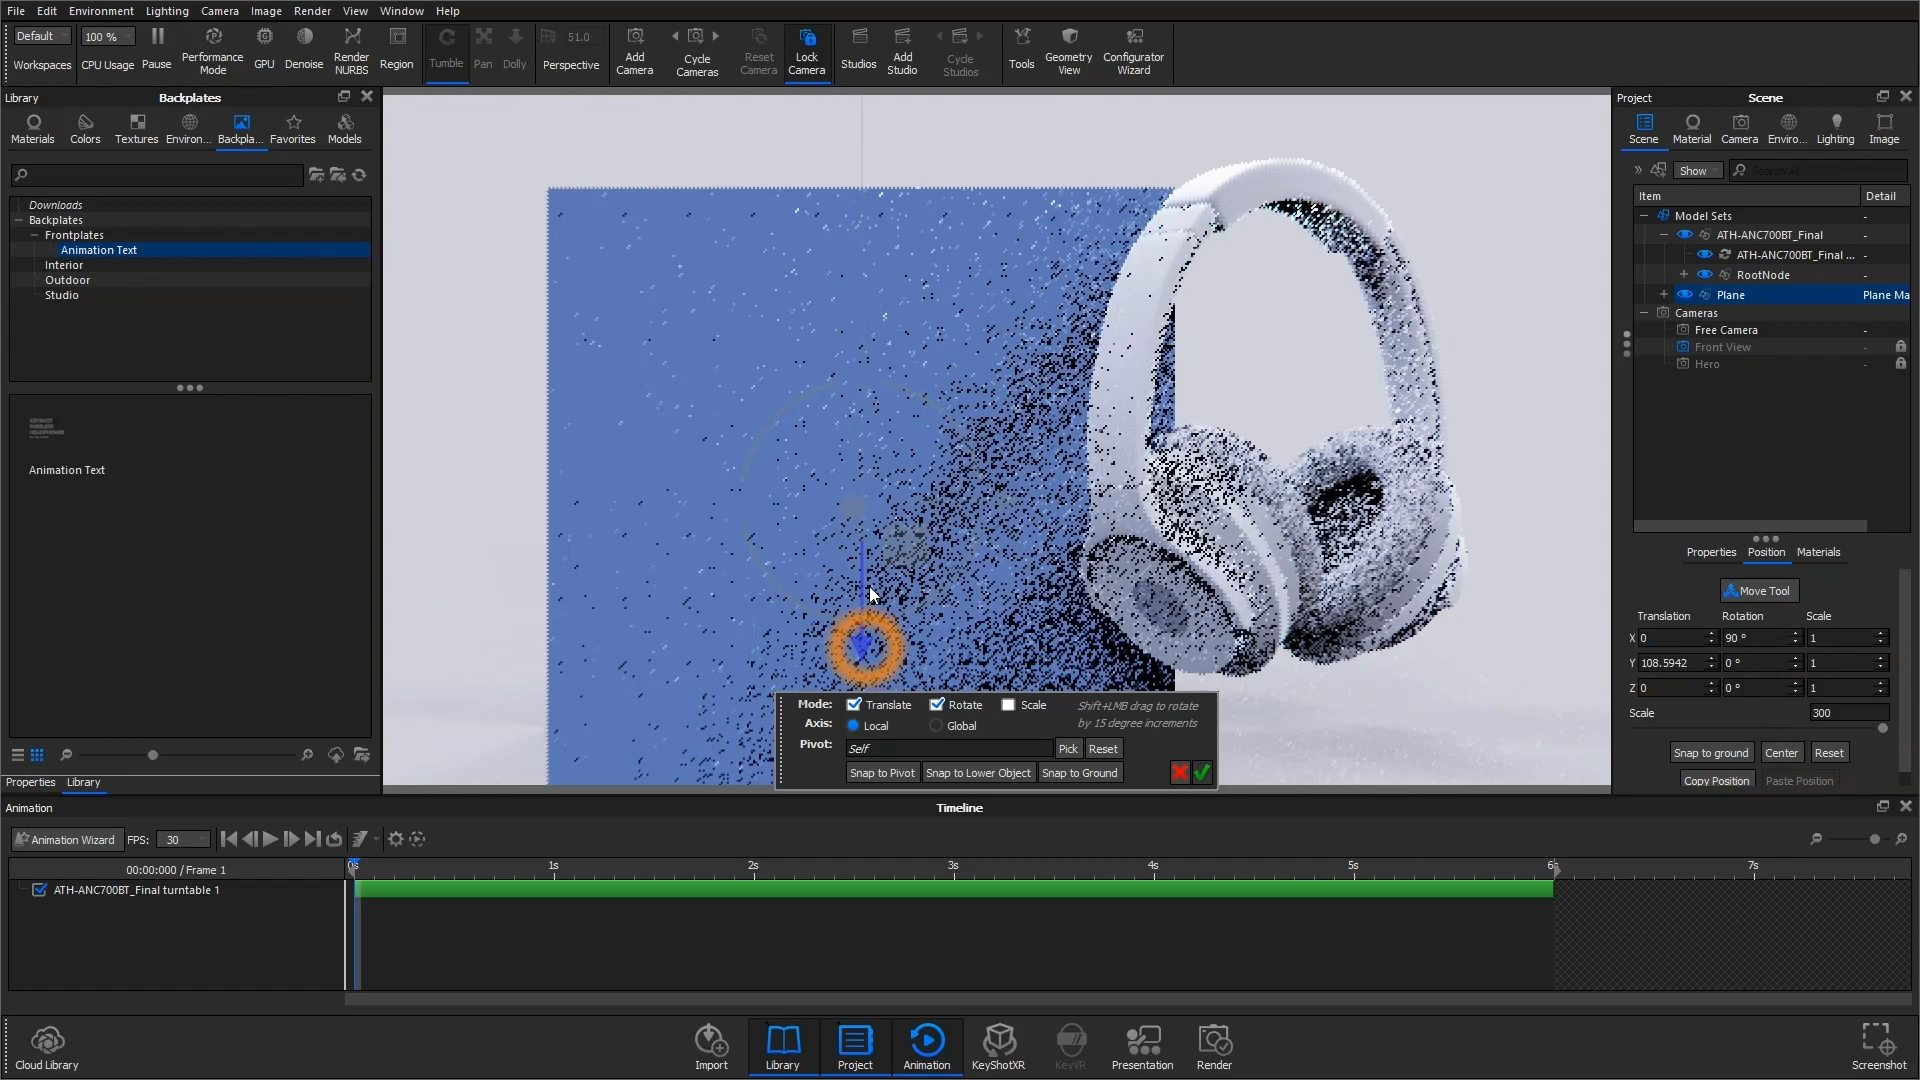 File Edit Environment Lighting Camera Image Render View Window Help
Default 100 % 51.0
Workspaces CPU Usage Pause Performance Mode GPU Denoise Render NURBS Region Tumble Pan Dolly Perspective Add Camera Cycle Cameras Reset Camera Lock Camera Studios Add Studio Cycle Studios Tools Geometry View Configurator Wizard
Library Backplates
Materials Colors Textures Environ... Backpla... Favorites Models
Downloads
Backplates
Frontplates
Animation Text
Interior
Outdoor
Studio
Animation Text
Properties Library
Project Scene
Scene Material Camera Enviro... Lighting Image
Show Search All
Item Detail
Model Sets -
ATH-ANC700BT_Final -
ATH-ANC700BT_Final ... -
RootNode -
Plane Plane Ma
Cameras
Free Camera -
Front View -
Hero -
Properties Position Materials
Move Tool
Translation Rotation Scale
X 0 90 ° 1
Y 108.5942 0 ° 1
Z 0 0 ° 1
Scale 300
Snap to ground Center Reset
Copy Position Paste Position
Mode: Translate Rotate Scale Shift+LMB drag to rotate
Axis: Local Global by 15 degree increments
Pivot: Self Pick Reset
Snap to Pivot Snap to Lower Object Snap to Ground
Animation Timeline
Animation Wizard FPS: 30
00:00:000 / Frame 1 0s 1s 2s 3s 4s 5s 6s 7s
ATH-ANC700BT_Final turntable 1
Cloud Library Import Library Project Animation KeyShotXR KeyVR Presentation Render Screenshot